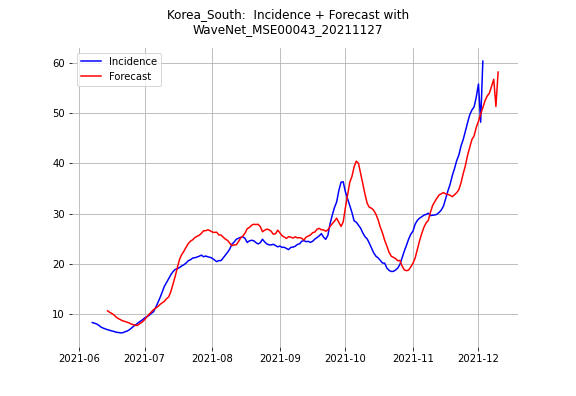 Korea_South:  Incidence + Forecast with
WaveNet_MSE00043_20211127
Incidence
Forecast
60
50
40
30
20
10
2021-06 2021-07 2021-08 2021-09 2021-10 2021-11 2021-12